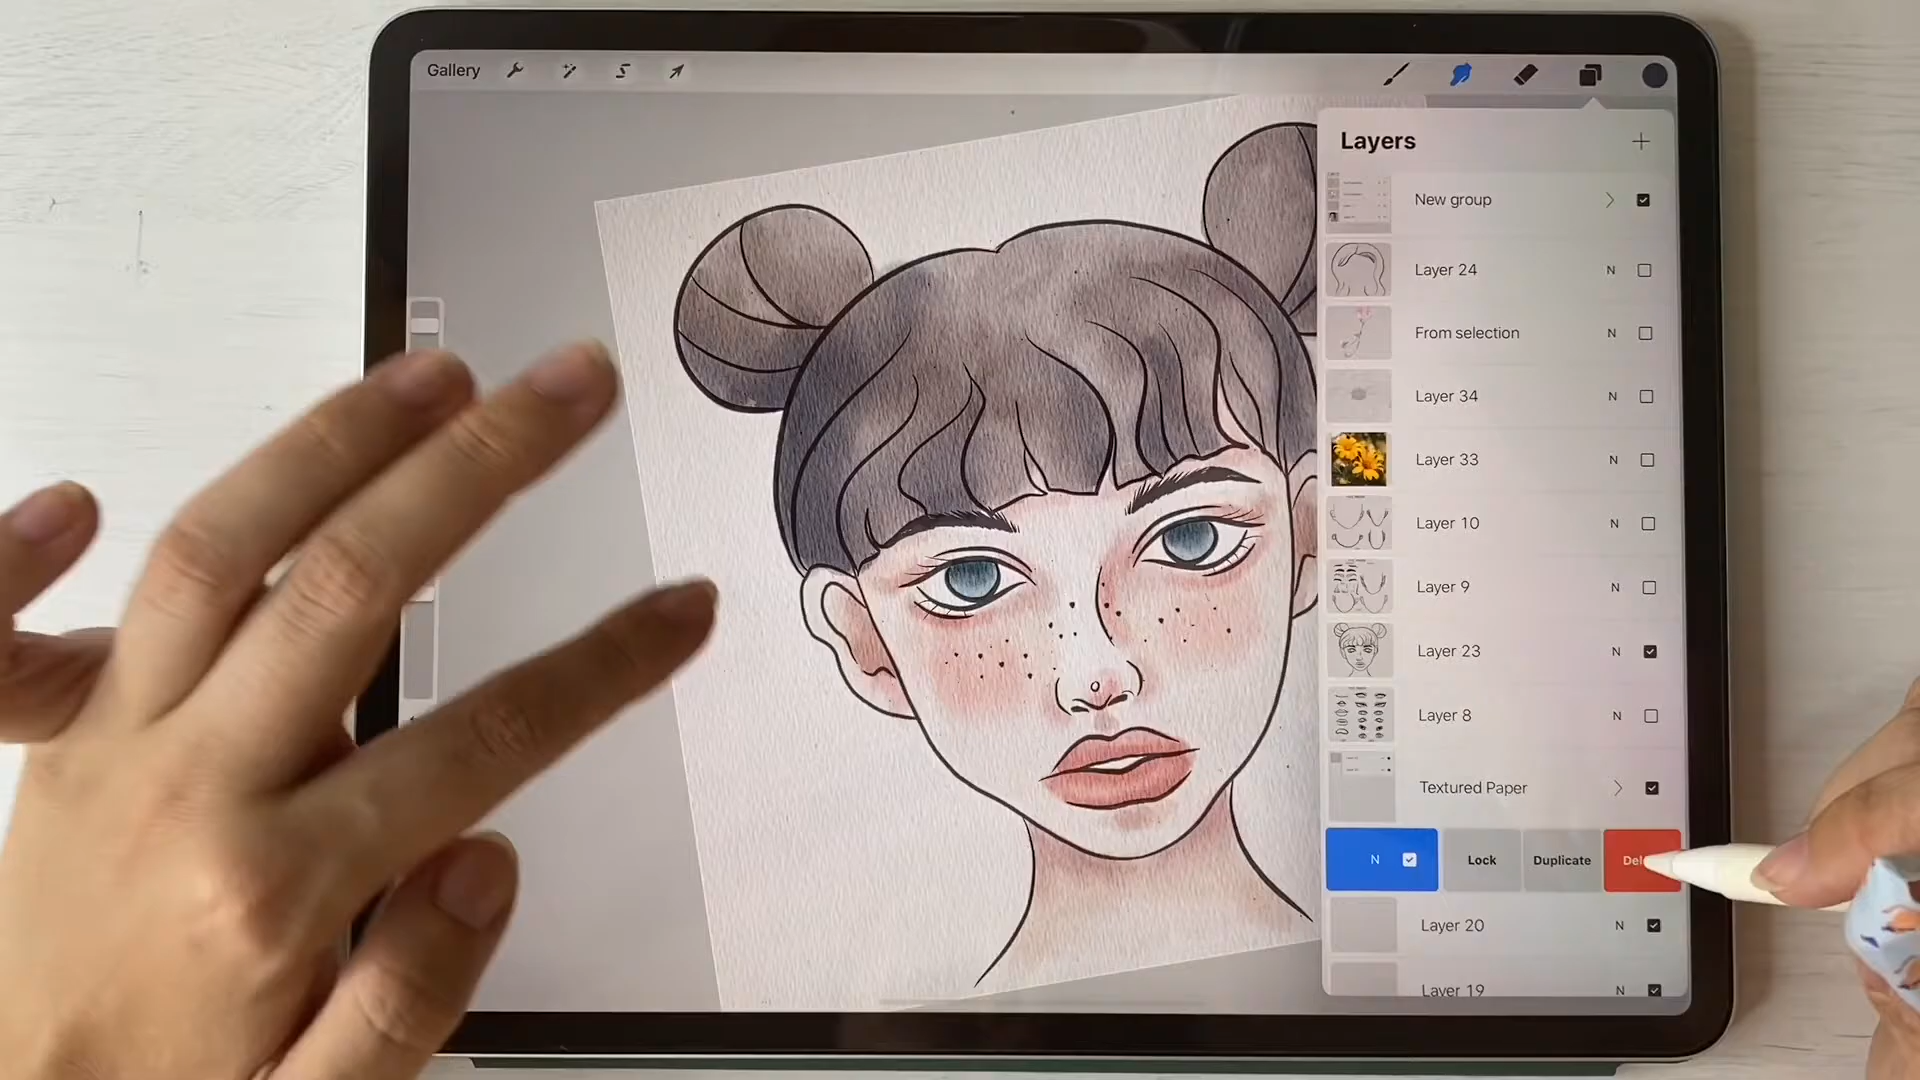 Gallery
Layers
New group
Layer 24 N
From selection N
Layer 34 N
Layer 33 N
Layer 10 N
Layer 9 N
Layer 23 N
Layer 8 N
Textured Paper
N Lock Duplicate
Layer 20 N
Layer 19 N